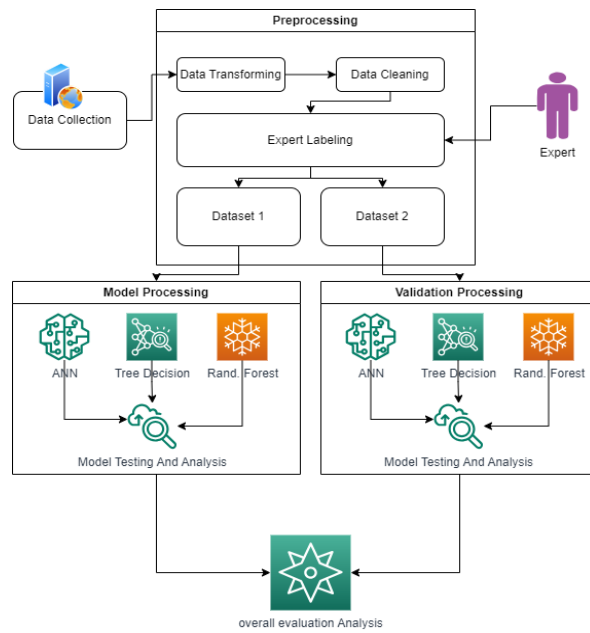 Preprocessing
Data Transforming
Data Cleaning
Data Collection
Expert Labeling
Expert
Dataset 1
Dataset 2
Model Processing
Validation Processing
ANN
Tree Decision
Rand. Forest
ANN
Tree Decision
Rand. Forest
Model Testing And Analysis
Model Testing And Analysis
overall evaluation Analysis